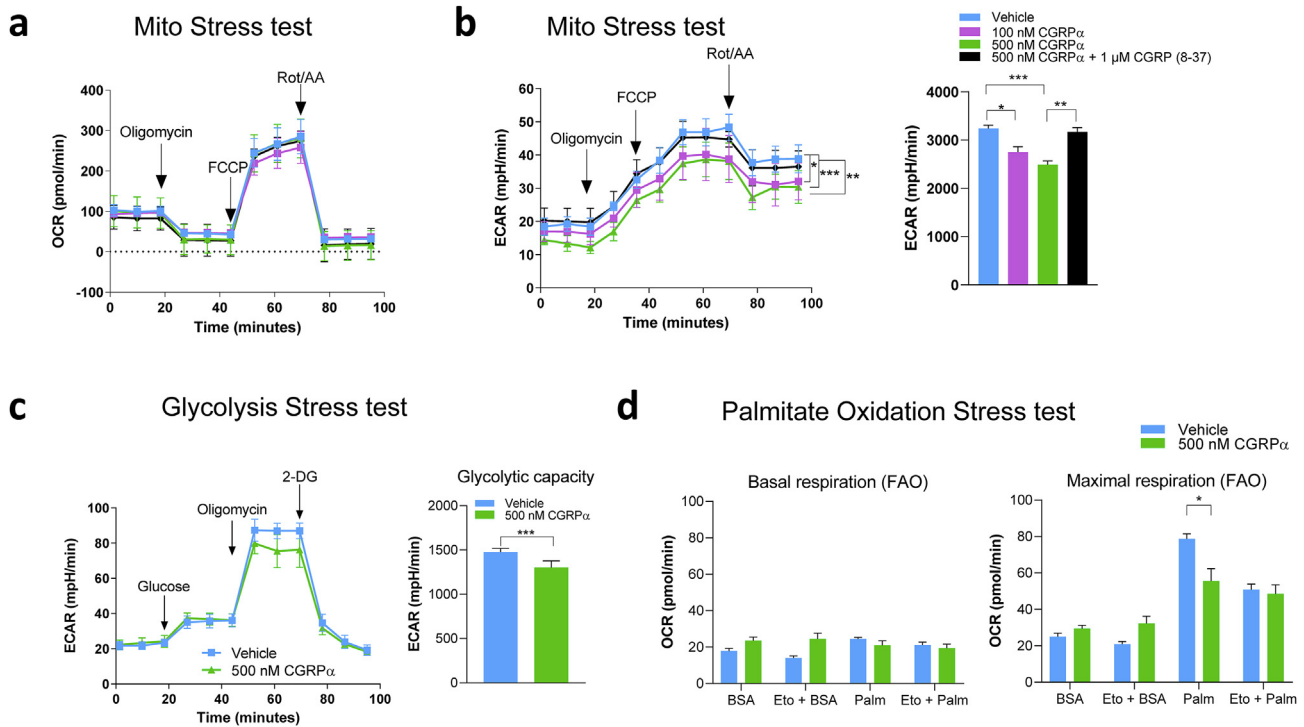 a
Mito Stress test
OCR (pmol/min)
400
300
200
100
0
-100
Oligomycin
FCCP
Rot/AA
0 20 40 60 80 100
Time (minutes)
b
Mito Stress test
ECAR (mpH/min)
60
50
40
30
20
10
0
Oligomycin
FCCP
Rot/AA
*
***
**
0 20 40 60 80 100
Time (minutes)
Vehicle
100 nM CGRPα
500 nM CGRPα
500 nM CGRPα + 1 µM CGRP (8-37)
ECAR (mpH/min)
4000
3000
2000
1000
0
***
*
**
c
Glycolysis Stress test
ECAR (mpH/min)
100
80
60
40
20
0
Glucose
Oligomycin
2-DG
Vehicle
500 nM CGRPα
0 20 40 60 80 100
Time (minutes)
Glycolytic capacity
ECAR (mpH/min)
2000
1500
1000
500
0
Vehicle
500 nM CGRPα
***
d
Palmitate Oxidation Stress test
Vehicle
500 nM CGRPα
Basal respiration (FAO)
OCR (pmol/min)
100
80
60
40
20
0
BSA Eto + BSA Palm Eto + Palm
Maximal respiration (FAO)
OCR (pmol/min)
100
80
60
40
20
0
*
BSA Eto + BSA Palm Eto + Palm